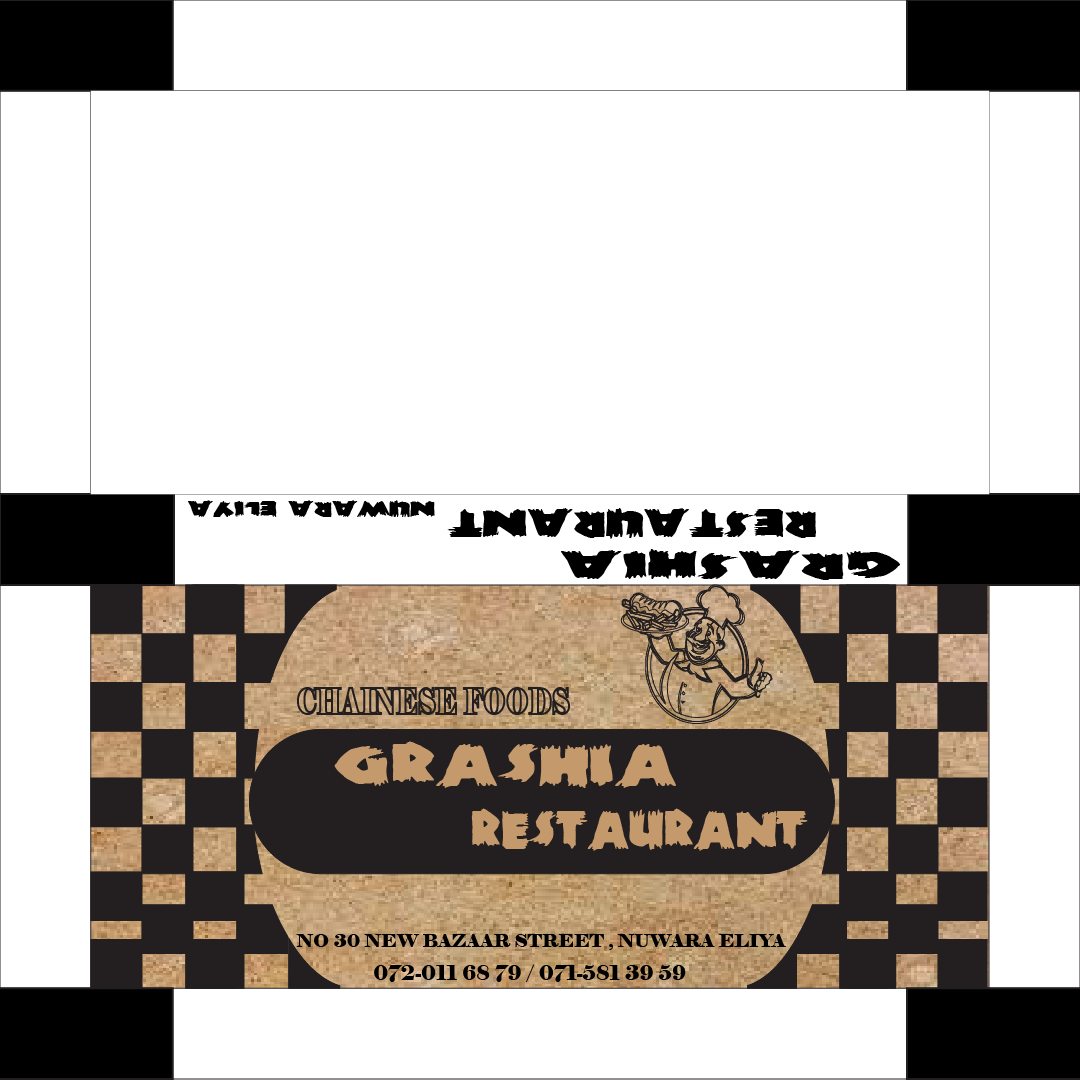 NUWARA ELIYA
RESTAURANT
GRASHIA
CHAINESE FOODS
GRASHIA
RESTAURANT
NO 30 NEW BAZAAR STREET , NUWARA ELIYA
072-011 68 79 / 071-581 39 59